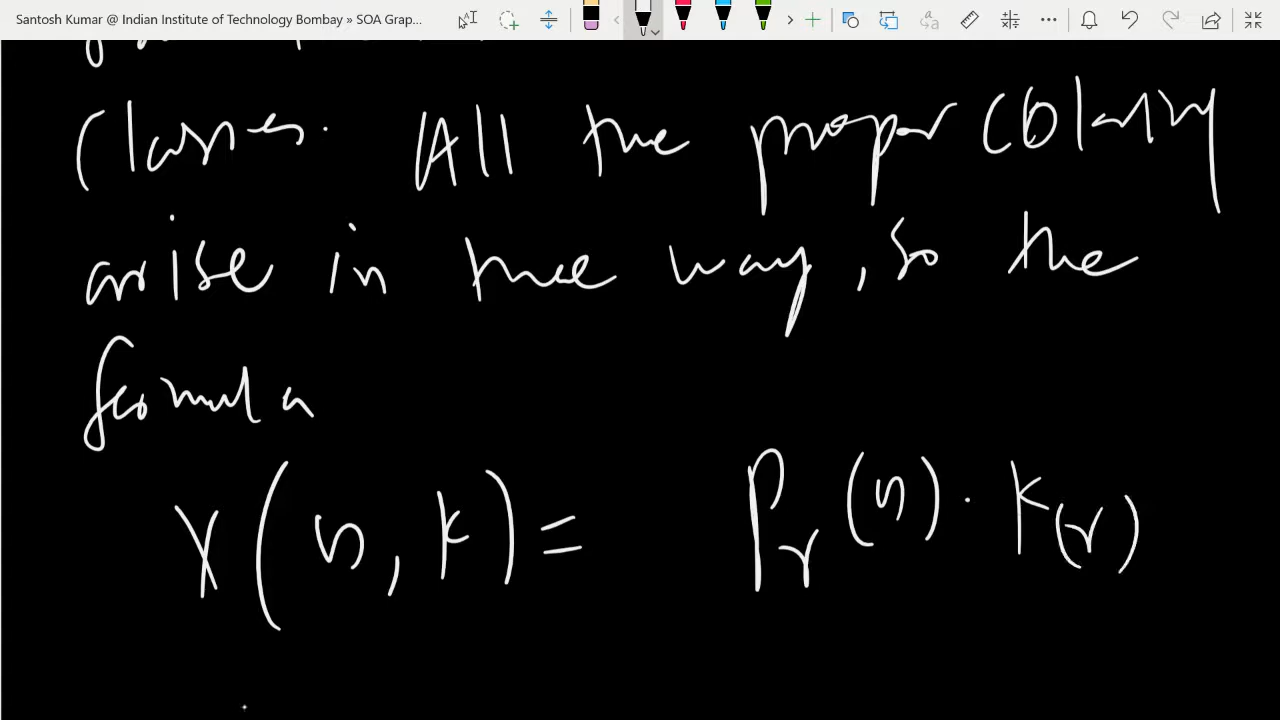 Santosh Kumar @ Indian Institute of Technology Bombay » SOA Grap...
Classes. All the proper coloring
arise in the way, so the
formula
χ(G, k) = Pr(G) · k(r)